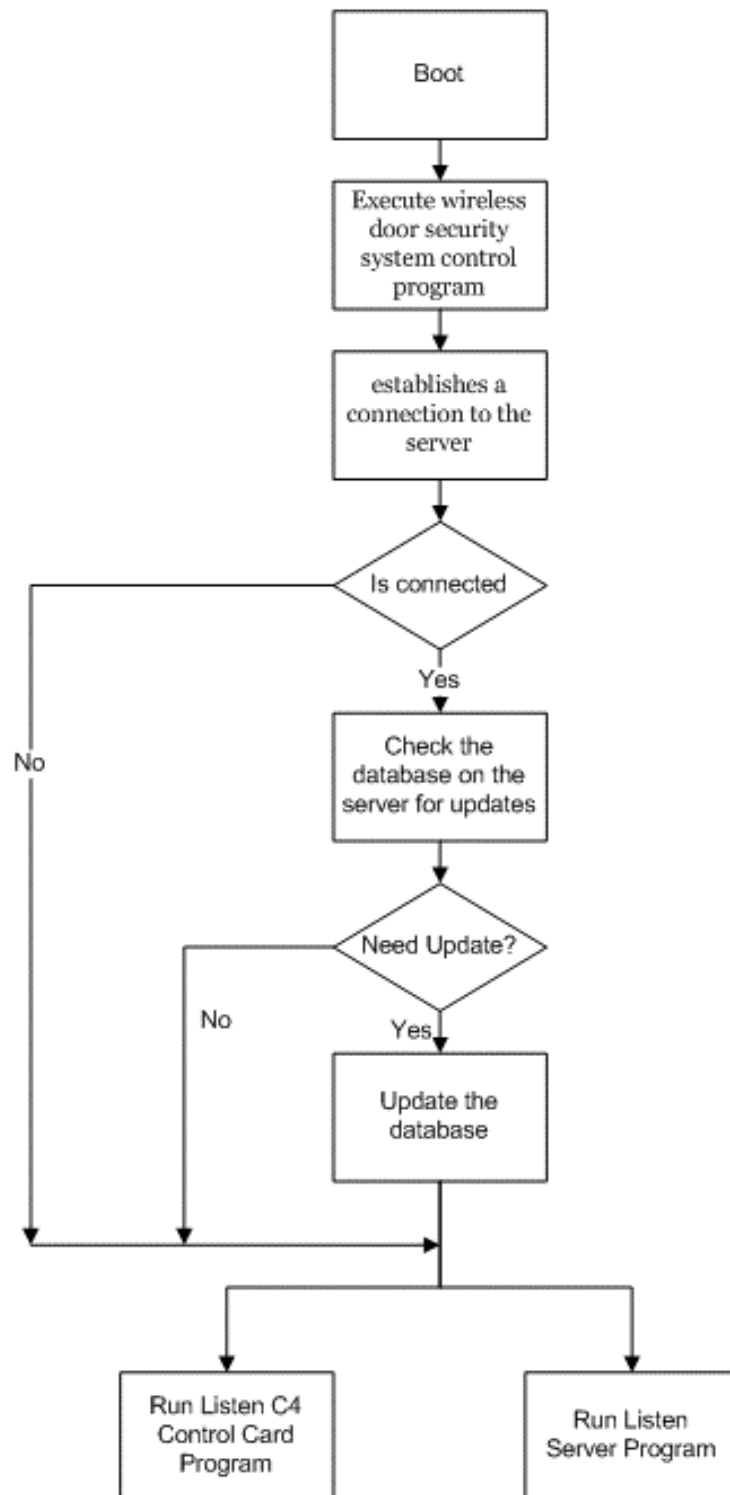 Boot
Execute wireless
door security
system control
program
establishes a
connection to the
server
Is connected
Yes
No
Check the
database on the
server for updates
Need Update?
No
Yes
Update the
database
Run Listen C4
Control Card
Program
Run Listen
Server Program